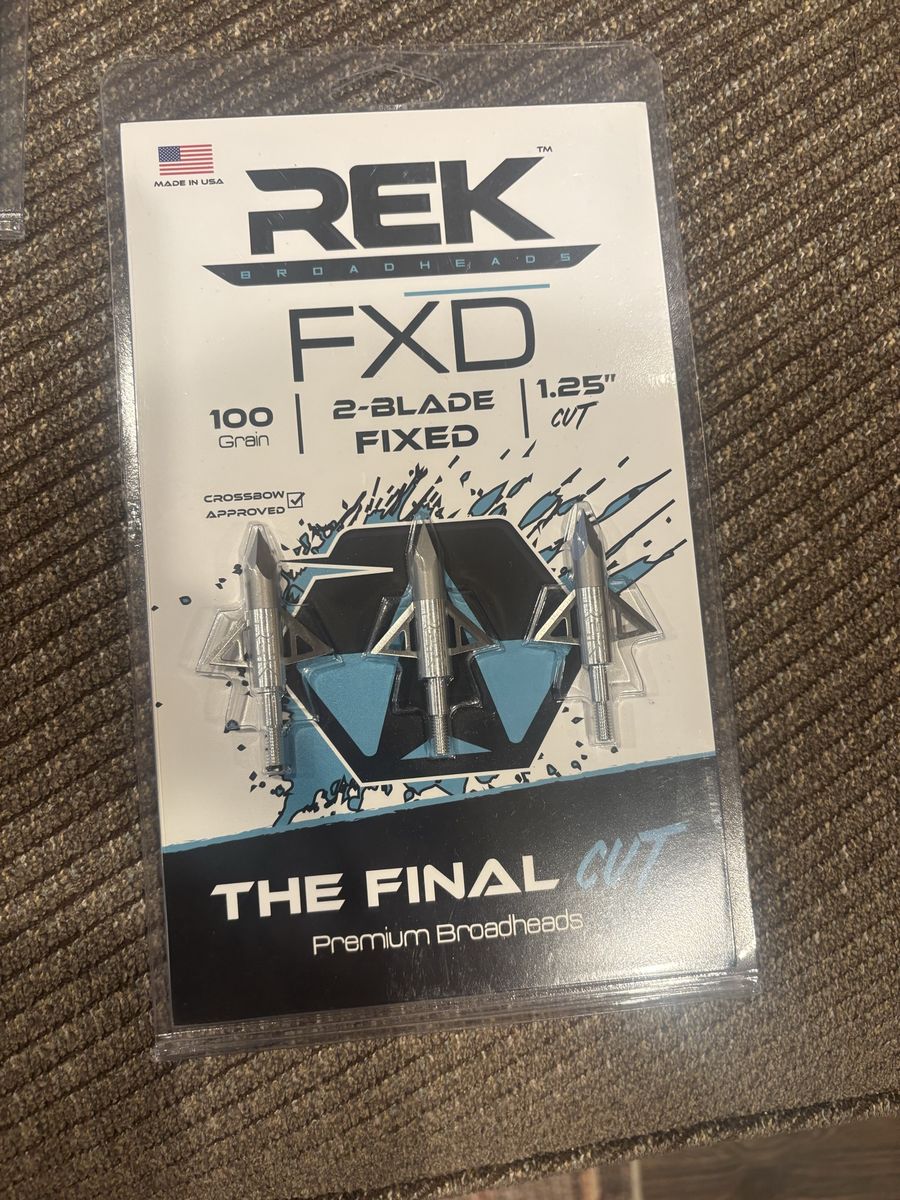 MADE IN USA
REK™
BROADHEADS
FXD
100
Grain
2-BLADE
FIXED
1.25"
CUT
CROSSBOW
APPROVED
THE FINAL CUT
Premium Broadheads